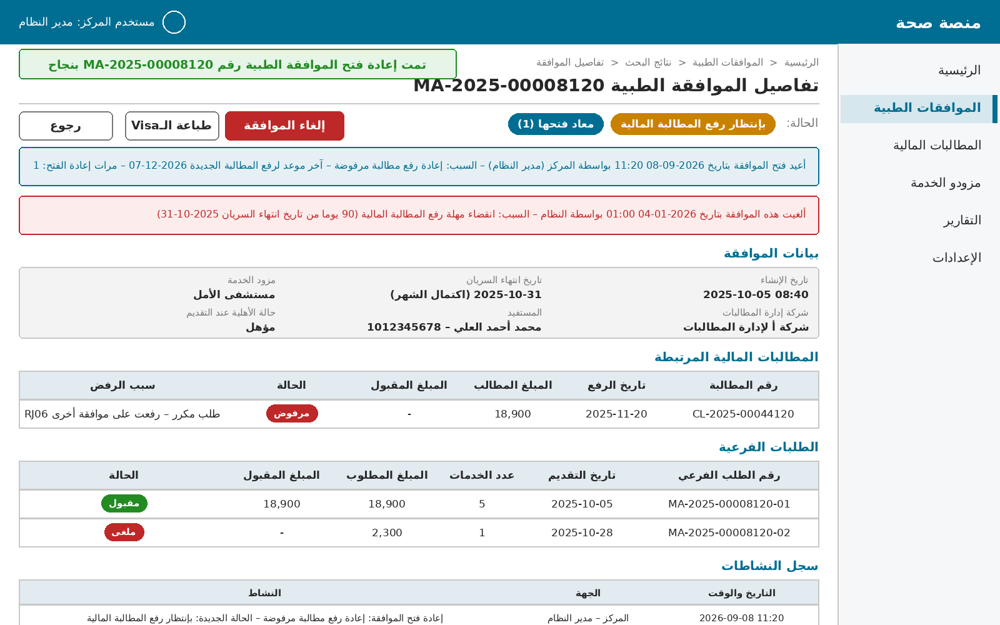 منصة صحة
مستخدم المركز: مدير النظام
الرئيسية
الموافقات الطبية
المطالبات المالية
مزودو الخدمة
التقارير
الإعدادات
الرئيسية > الموافقات الطبية > نتائج البحث > تفاصيل الموافقة
تمت إعادة فتح الموافقة الطبية رقم MA-2025-00008120 بنجاح
تفاصيل الموافقة الطبية MA-2025-00008120
الحالة: بإنتظار رفع المطالبة المالية معاد فتحها (1)
إلغاء الموافقة طباعة الـVisa رجوع
أعيد فتح الموافقة بتاريخ 2026-09-08 11:20 بواسطة المركز (مدير النظام) – السبب: إعادة رفع مطالبة مرفوضة – آخر موعد لرفع المطالبة الجديدة 2026-12-07 – مرات إعادة الفتح: 1
ألغيت هذه الموافقة بتاريخ 2026-01-04 01:00 بواسطة النظام – السبب: انقضاء مهلة رفع المطالبة المالية (90 يوما من تاريخ انتهاء السريان 2025-10-31)
بيانات الموافقة
تاريخ الإنشاء تاريخ انتهاء السريان مزود الخدمة
2025-10-05 08:40 2025-10-31 (اكتمال الشهر) مستشفى الأمل
شركة إدارة المطالبات المستفيد حالة الأهلية عند التقديم
شركة أ لإدارة المطالبات محمد أحمد العلي – 1012345678 مؤهل
المطالبات المالية المرتبطة
رقم المطالبة تاريخ الرفع المبلغ المطالب المبلغ المقبول الحالة سبب الرفض
CL-2025-00044120 2025-11-20 18,900 - مرفوض RJ06 طلب مكرر – رفعت على موافقة أخرى
الطلبات الفرعية
رقم الطلب الفرعي تاريخ التقديم عدد الخدمات المبلغ المطلوب المبلغ المقبول الحالة
MA-2025-00008120-01 2025-10-05 5 18,900 18,900 مقبول
MA-2025-00008120-02 2025-10-28 1 2,300 - ملغى
سجل النشاطات
التاريخ والوقت الجهة النشاط
2026-09-08 11:20 المركز – مدير النظام إعادة فتح الموافقة: إعادة رفع مطالبة مرفوضة – الحالة الجديدة: بإنتظار رفع المطالبة المالية